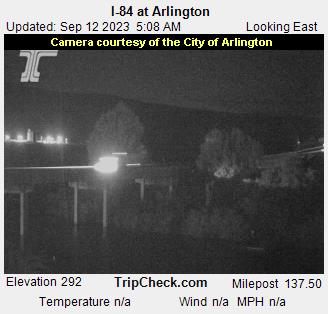 I-84 at Arlington
Updated: Sep 12 2023 5:08 AM Looking East
Camera courtesy of the City of Arlington
Elevation 292 TripCheck.com Milepost 137.50
Temperature n/a Wind n/a MPH n/a